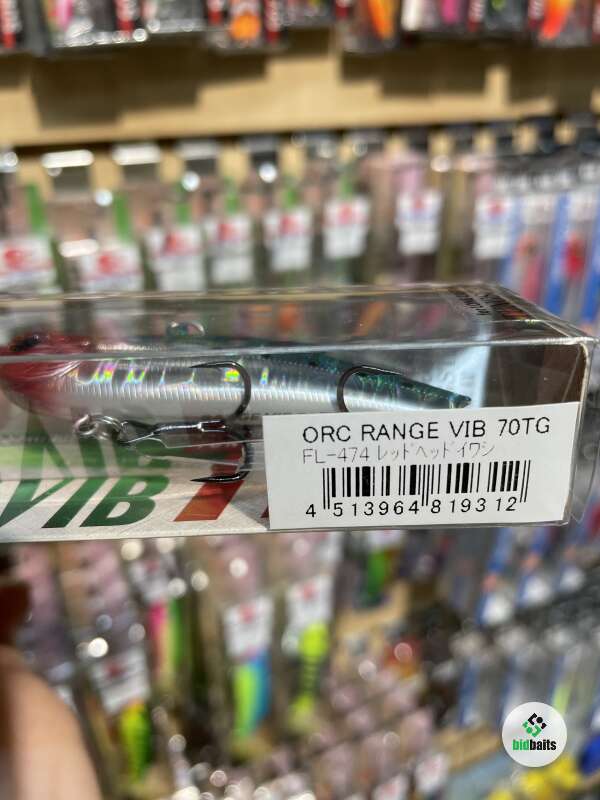 ORC RANGE VIB 70TG
FL-474 レッドヘッドイワシ
4 513964 819312
VIB 7
bidbaits